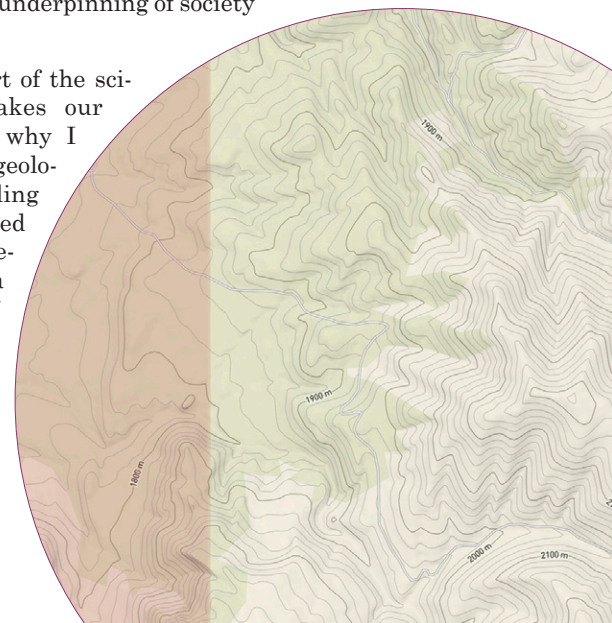 underpinning of society
rt of the sci-
akes our
why I
geolo-
ling
ed
e-
1900 m
1900 m
1800 m
2000 m
2100 m